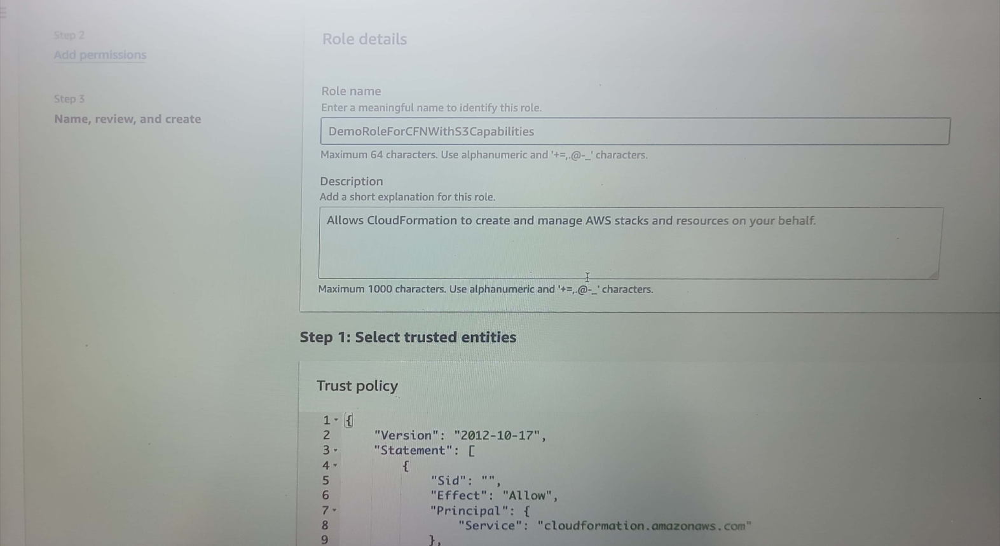 Step 2
Add permissions
Step 3
Name, review, and create
Role details
Role name
Enter a meaningful name to identify this role.
DemoRoleForCFNWithS3Capabilities
Maximum 64 characters. Use alphanumeric and '+=,.@-_' characters.
Description
Add a short explanation for this role.
Allows CloudFormation to create and manage AWS stacks and resources on your behalf.
Maximum 1000 characters. Use alphanumeric and '+=,.@-_' characters.
Step 1: Select trusted entities
Trust policy
1 {
2 "Version": "2012-10-17",
3 "Statement": [
4 {
5 "Sid": "",
6 "Effect": "Allow",
7 "Principal": {
8 "Service": "cloudformation.amazonaws.com"
9 },